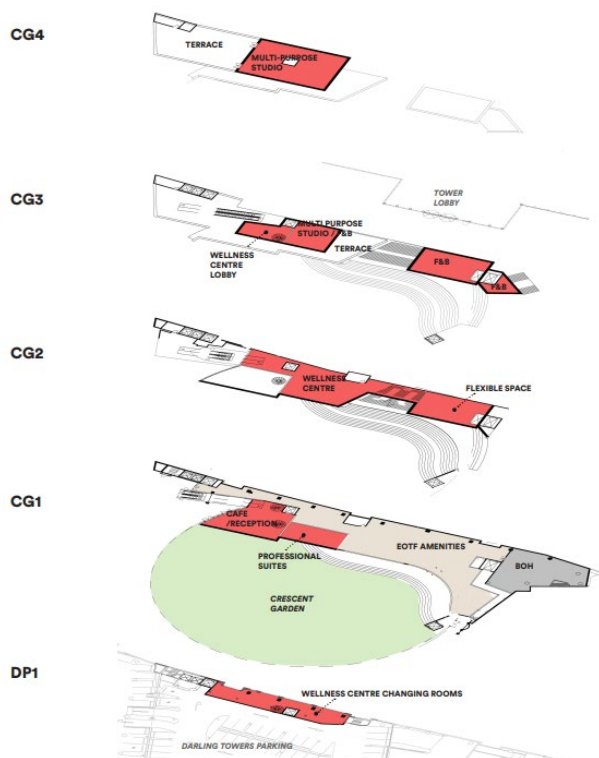 CG4
TERRACE
MULTI-PURPOSE
STUDIO
CG3
TOWER
LOBBY
MULTI PURPOSE
STUDIO / F&B
TERRACE
WELLNESS
CENTRE
LOBBY
F&B
F&B
CG2
WELLNESS
CENTRE
FLEXIBLE SPACE
CG1
CAFE
/RECEPTION
EOTF AMENITIES
PROFESSIONAL
SUITES
BOH
CRESCENT
GARDEN
DP1
WELLNESS CENTRE CHANGING ROOMS
DARLING TOWERS PARKING